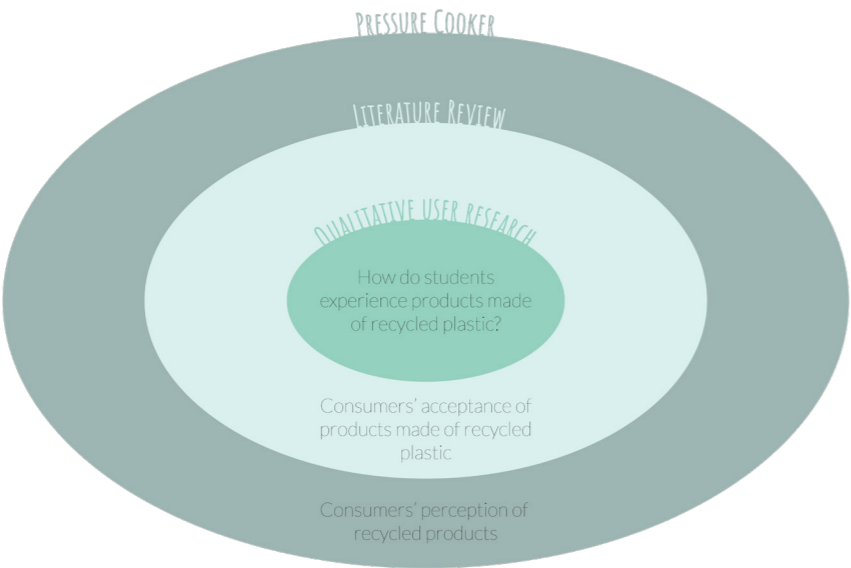 PRESSURE COOKER
LITERATURE REVIEW
QUALITATIVE USER RESEARCH
How do students
experience products made
of recycled plastic?
Consumers' acceptance of
products made of recycled
plastic
Consumers' perception of
recycled products